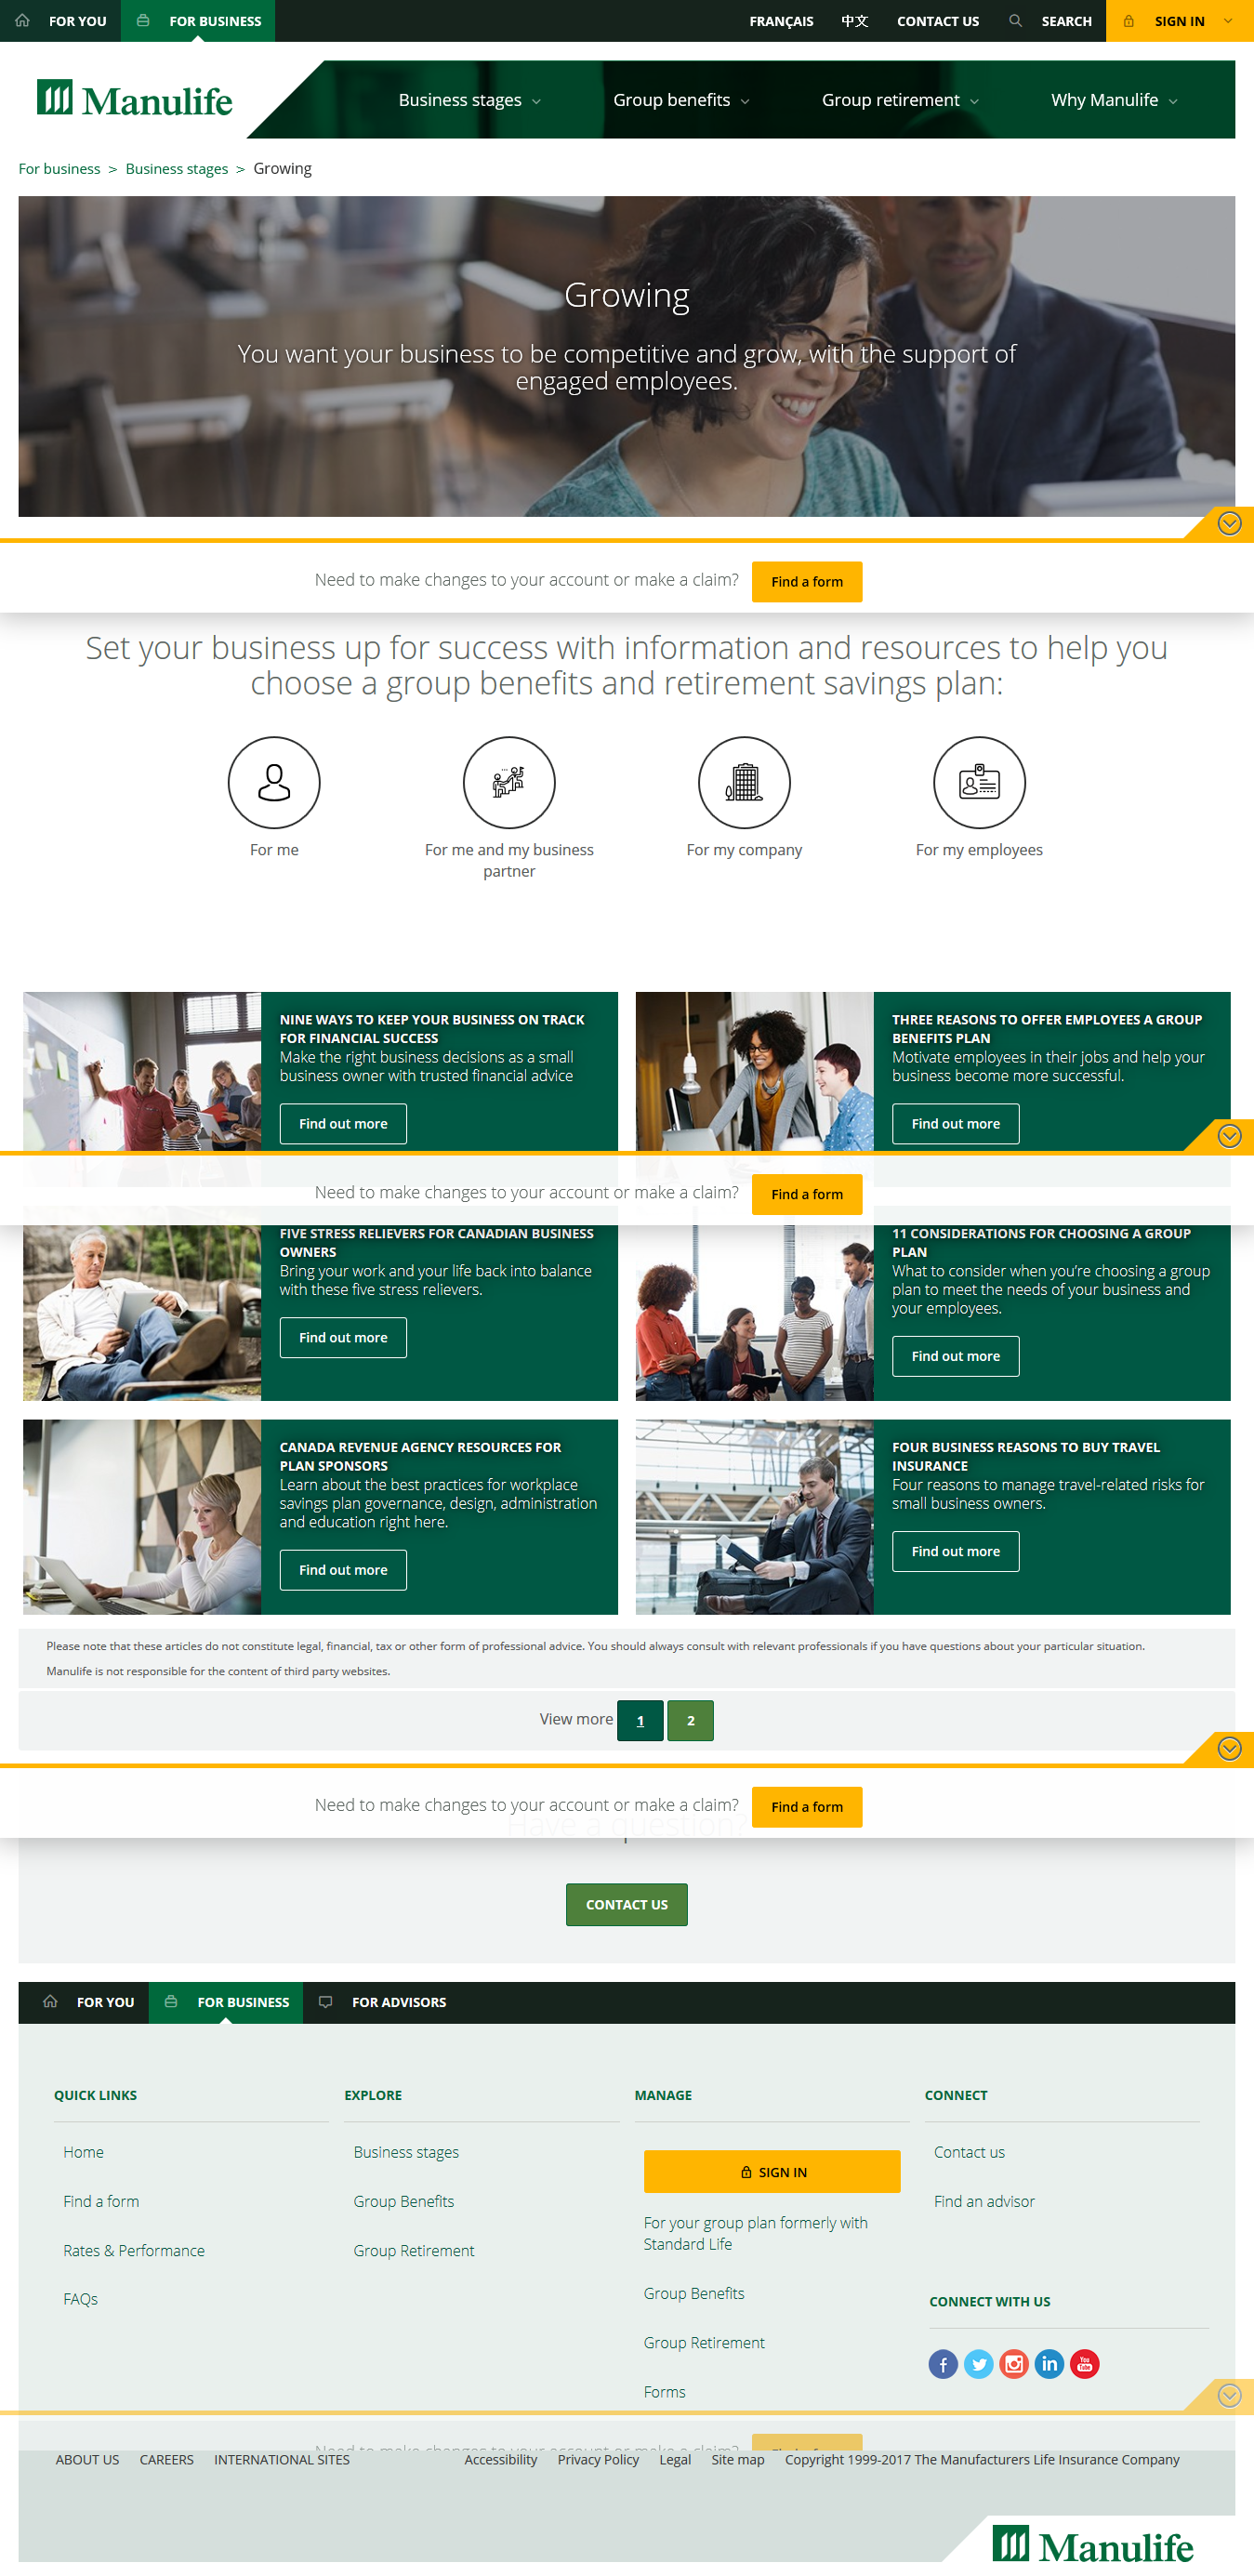 FOR YOU
FOR BUSINESS
FRANÇAIS
中文
CONTACT US
SEARCH
SIGN IN
Manulife
Business stages
Group benefits
Group retirement
Why Manulife
For business > Business stages > Growing
Growing
You want your business to be competitive and grow, with the support of
engaged employees.
Need to make changes to your account or make a claim?
Find a form
Set your business up for success with information and resources to help you
choose a group benefits and retirement savings plan:
For me
For me and my business
partner
For my company
For my employees
NINE WAYS TO KEEP YOUR BUSINESS ON TRACK
FOR FINANCIAL SUCCESS
Make the right business decisions as a small
business owner with trusted financial advice
Find out more
THREE REASONS TO OFFER EMPLOYEES A GROUP
BENEFITS PLAN
Motivate employees in their jobs and help your
business become more successful.
Find out more
Need to make changes to your account or make a claim?
Find a form
FIVE STRESS RELIEVERS FOR CANADIAN BUSINESS
OWNERS
Bring your work and your life back into balance
with these five stress relievers.
Find out more
11 CONSIDERATIONS FOR CHOOSING A GROUP
PLAN
What to consider when you’re choosing a group
plan to meet the needs of your business and
your employees.
Find out more
CANADA REVENUE AGENCY RESOURCES FOR
PLAN SPONSORS
Learn about the best practices for workplace
savings plan governance, design, administration
and education right here.
Find out more
FOUR BUSINESS REASONS TO BUY TRAVEL
INSURANCE
Four reasons to manage travel-related risks for
small business owners.
Find out more
Please note that these articles do not constitute legal, financial, tax or other form of professional advice. You should always consult with relevant professionals if you have questions about your particular situation.
Manulife is not responsible for the content of third party websites.
View more 1 2
Need to make changes to your account or make a claim?
Find a form
Have a question?
CONTACT US
FOR YOU
FOR BUSINESS
FOR ADVISORS
QUICK LINKS
Home
Find a form
Rates & Performance
FAQs
EXPLORE
Business stages
Group Benefits
Group Retirement
MANAGE
SIGN IN
For your group plan formerly with
Standard Life
Group Benefits
Group Retirement
Forms
CONNECT
Contact us
Find an advisor
CONNECT WITH US
You
Tube
Need to make changes to your account or make a claim?
ABOUT US
CAREERS
INTERNATIONAL SITES
Accessibility
Privacy Policy
Legal
Site map
Copyright 1999-2017 The Manufacturers Life Insurance Company
Manulife